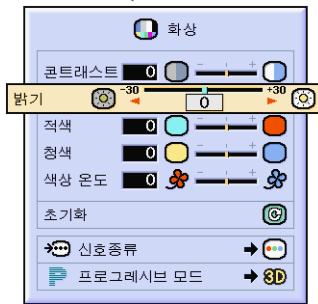 화상
콘트래스트 0 - +
밝기 -30 0 +30
적색 0 - +
청색 0 - +
색상 온도 0 - +
초기화
신호종류
프로그레시브 모드 3D